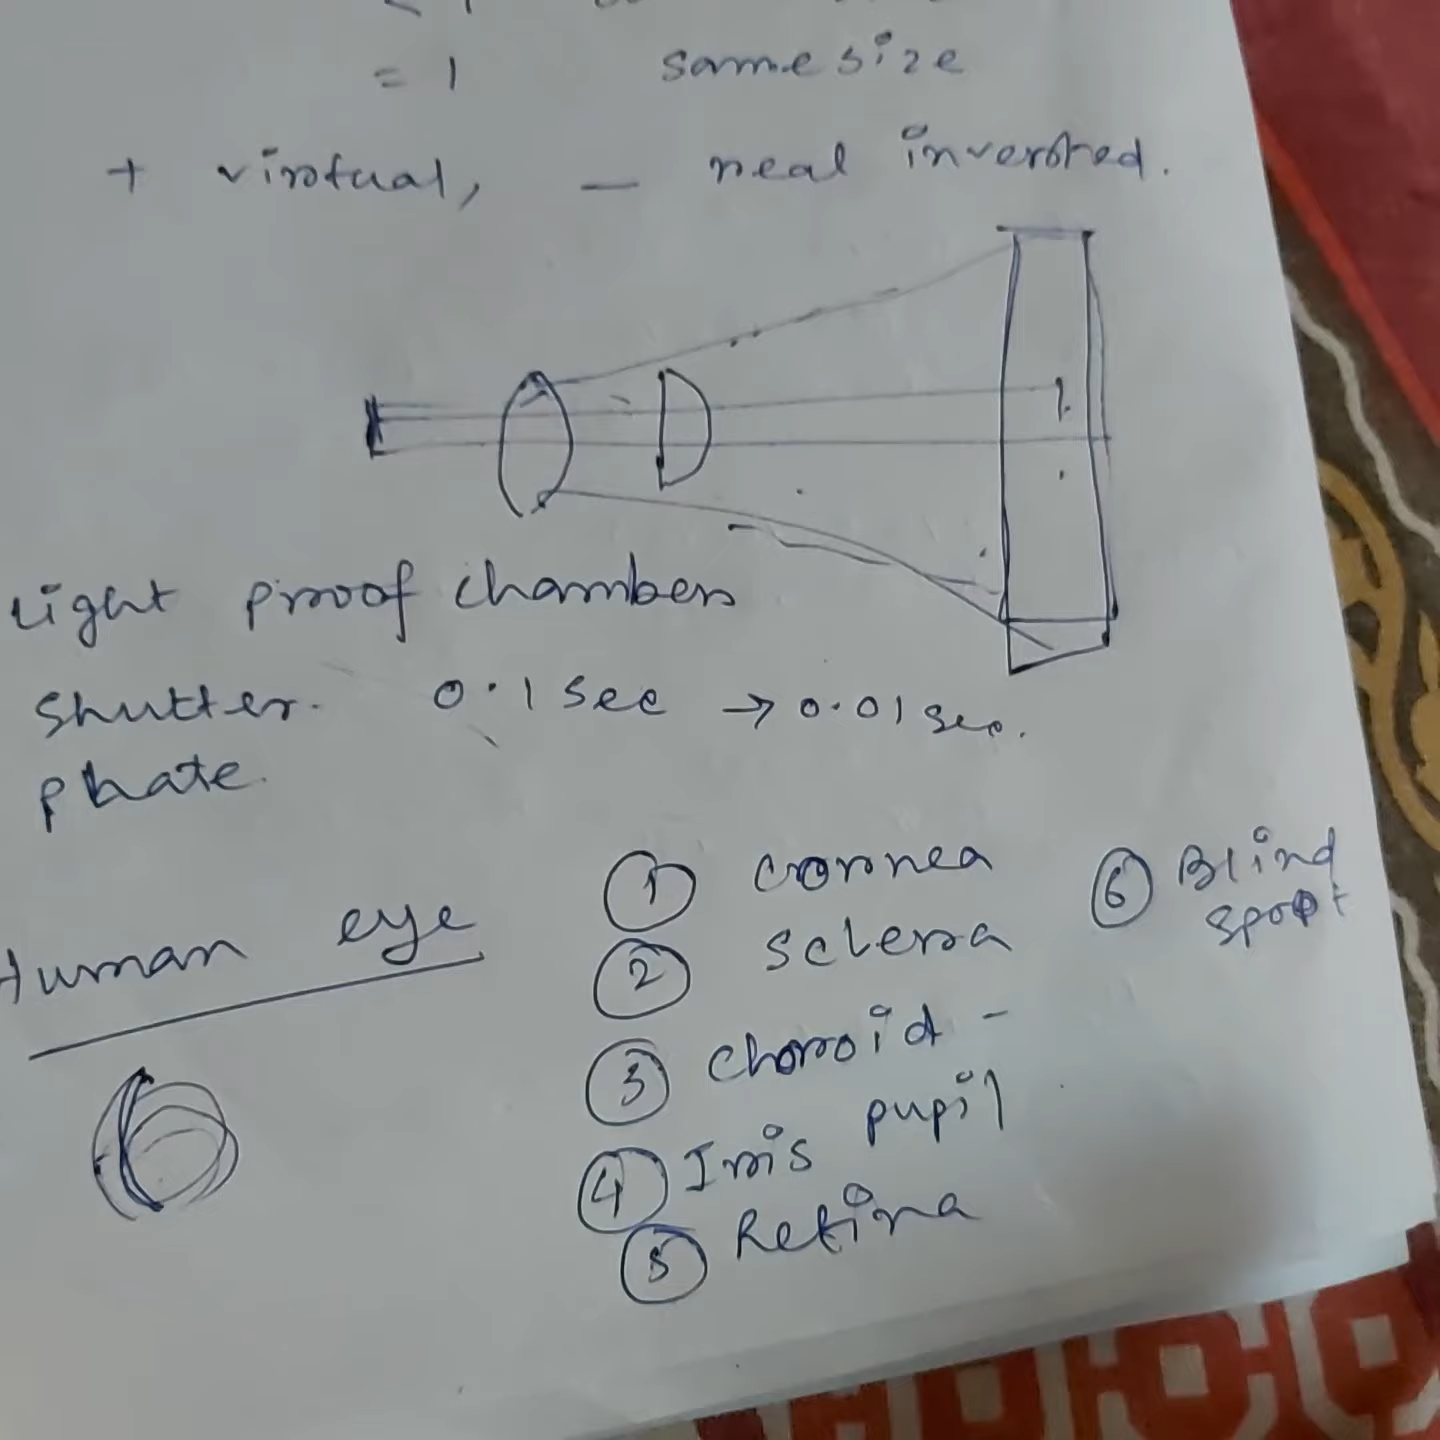 = 1 same size
+ virtual, — real inverted.
Light proof chamber
Shutter. 0.1 sec → 0.01 sec.
plate.
Human eye
① cornea
② sclera
③ choroid -
④ Iris pupil
⑤ Retina
⑥ Blind
spot